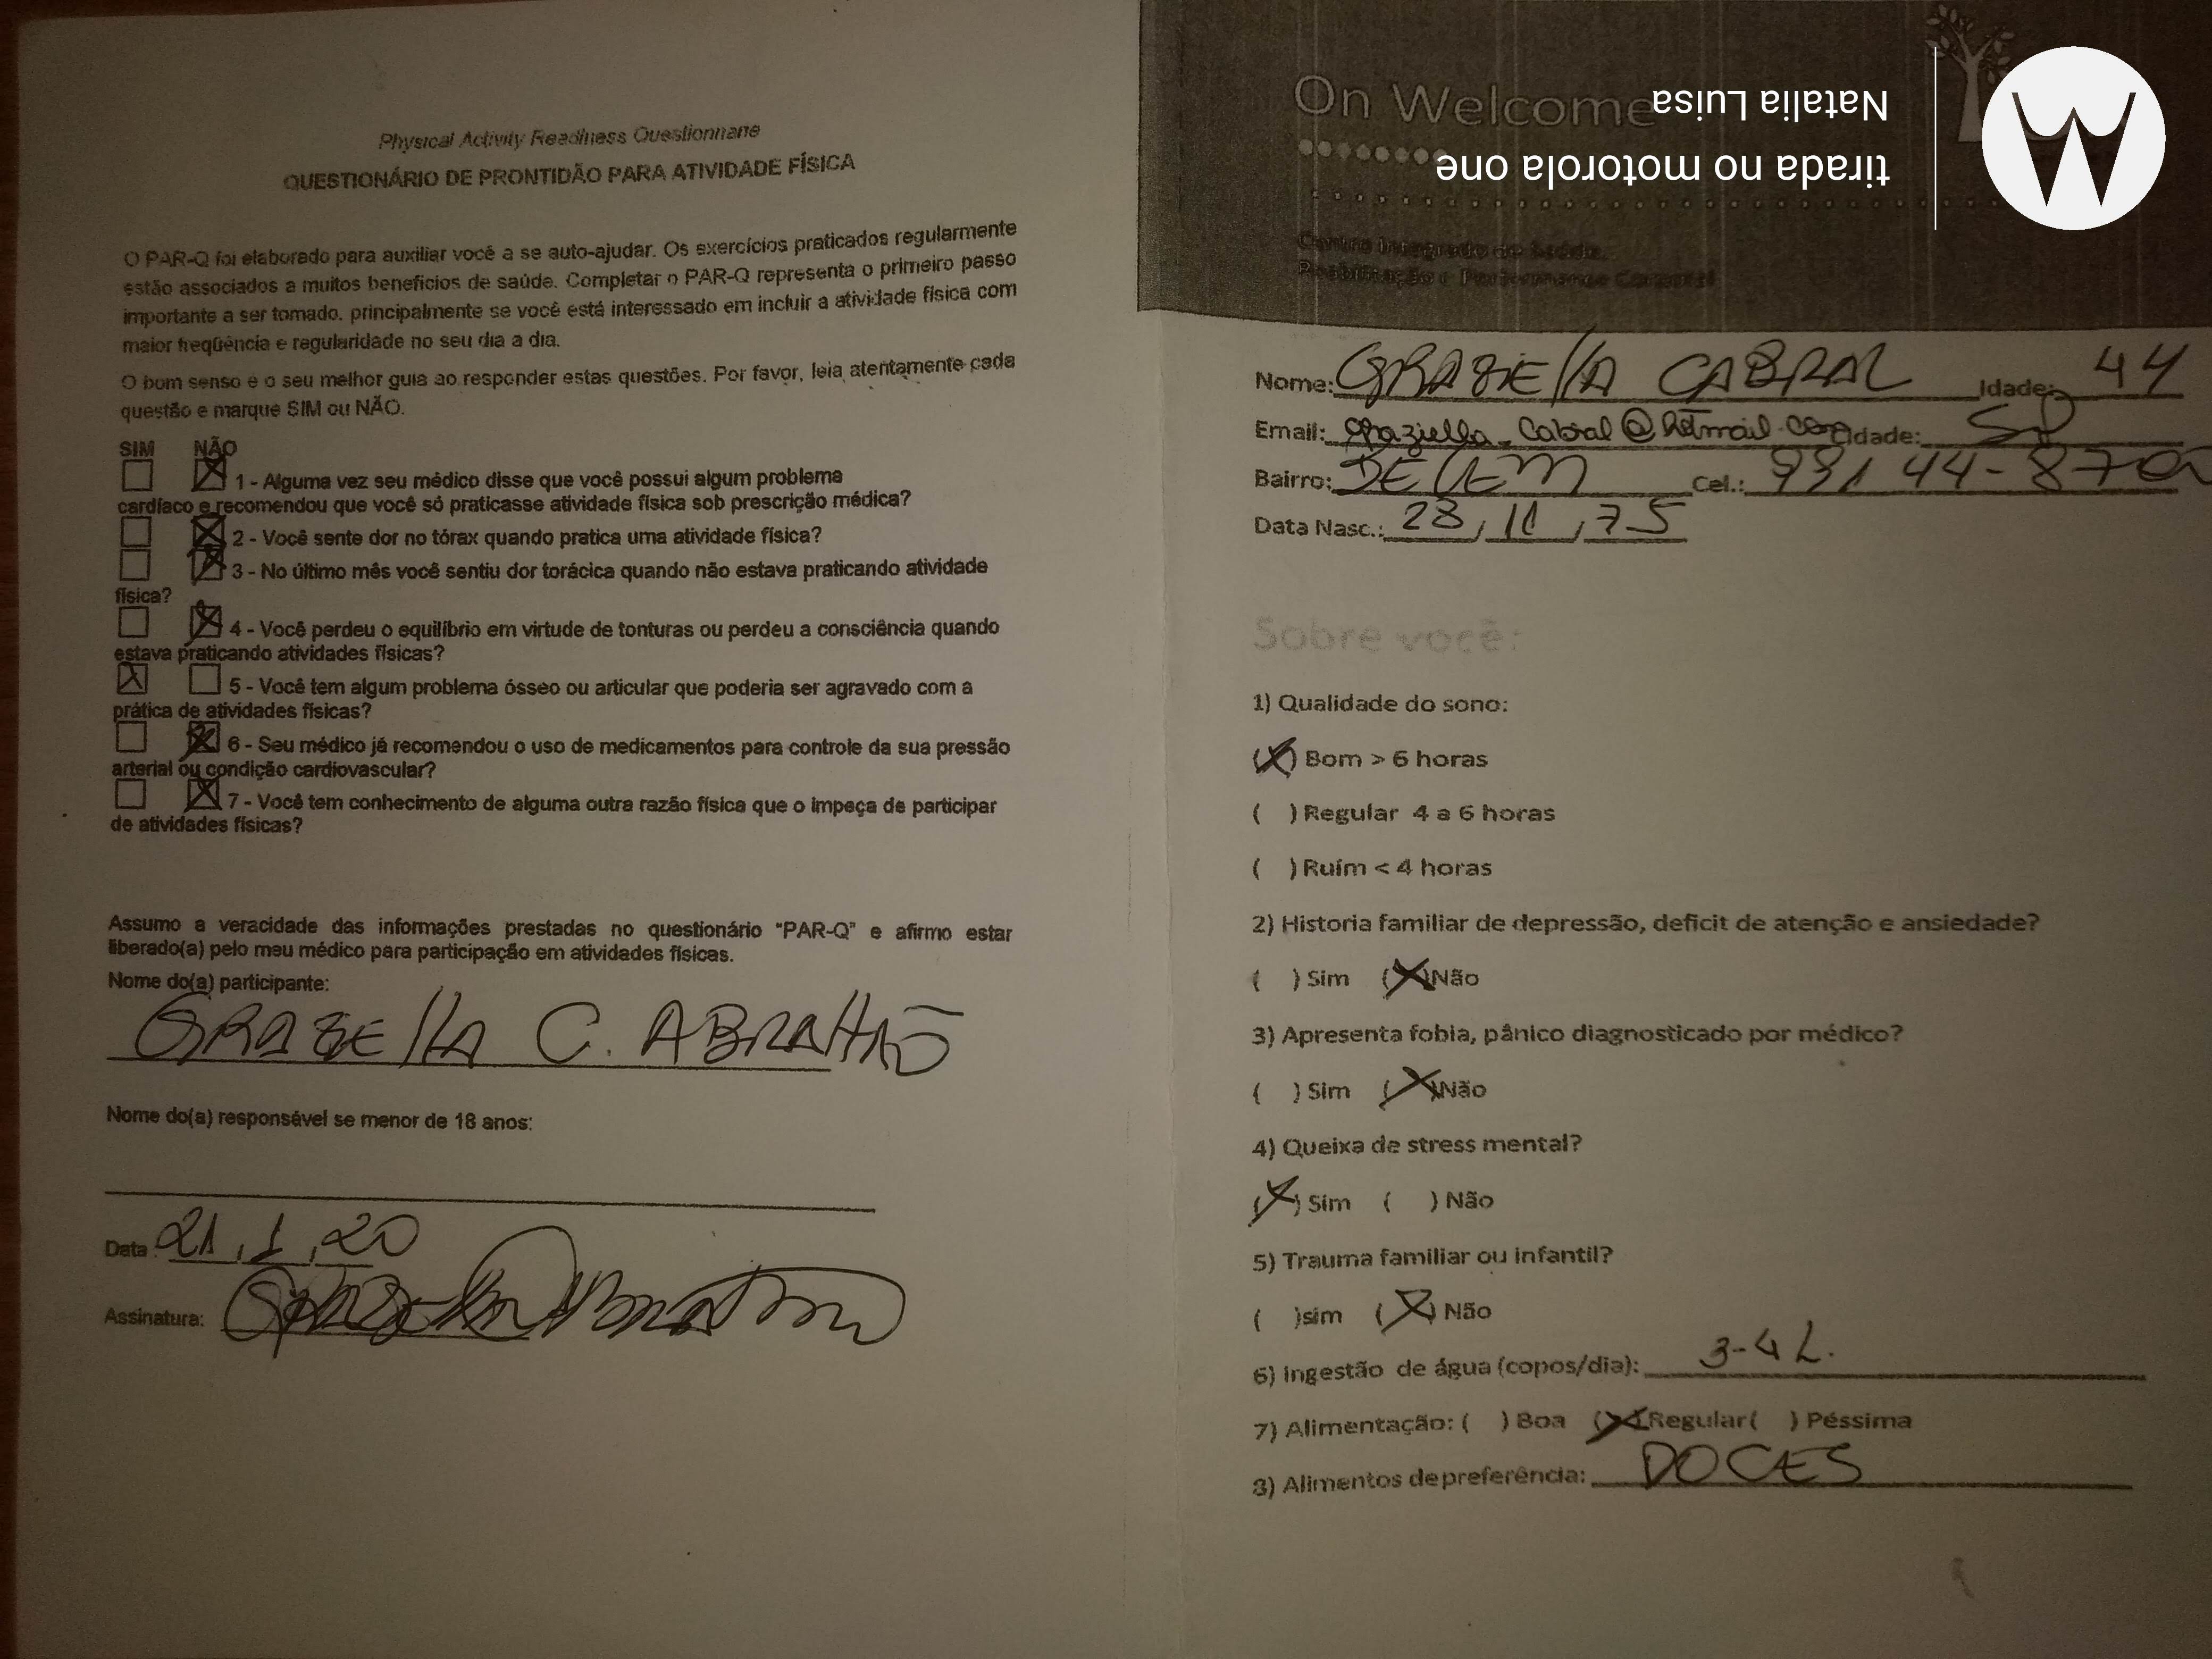 Physical Activity Readiness Questionnaire
QUESTIONÁRIO DE PRONTIDÃO PARA ATIVIDADE FÍSICA
O PAR-Q foi elaborado para auxiliar você a se auto-ajudar. Os exercícios praticados regularmente
estão associados a muitos benefícios de saúde. Completar o PAR-Q representa o primeiro passo
importante a ser tomado, principalmente se você está interessado em incluir a atividade física com
maior freqüência e regularidade no seu dia a dia.
O bom senso e o seu melhor guia ao responder estas questões. Por favor, leia atentamente cada
questão e marque SIM ou NÃO.
SIM NÃO
1 - Alguma vez seu médico disse que você possui algum problema
cardíaco e recomendou que você só praticasse atividade física sob prescrição médica?
2 - Você sente dor no tórax quando pratica uma atividade física?
3 - No último mês você sentiu dor torácica quando não estava praticando atividade
física?
4 - Você perdeu o equilíbrio em virtude de tonturas ou perdeu a consciência quando
estava praticando atividades físicas?
5 - Você tem algum problema ósseo ou articular que poderia ser agravado com a
prática de atividades físicas?
6 - Seu médico já recomendou o uso de medicamentos para controle da sua pressão
arterial ou condição cardiovascular?
7 - Você tem conhecimento de alguma outra razão física que o impeça de participar
de atividades físicas?
Assumo a veracidade das informações prestadas no questionário "PAR-Q" e afirmo estar
liberado(a) pelo meu médico para participação em atividades físicas.
Nome do(a) participante:
C. ABRAHÃO
Nome do(a) responsável se menor de 18 anos:
Data 21, 1, 20
Assinatura:
On Welcome
Centro Integrado de Saúde,
Reabilitação e Performance Corporal
Nome: CABRAL Idade: 44
Email: Cidade: SP
Bairro: BELÉM Cel.:
Data Nasc.: 75
Sobre você:
1) Qualidade do sono:
(X) Bom > 6 horas
( ) Regular 4 a 6 horas
( ) Ruim < 4 horas
2) Historia familiar de depressão, deficit de atenção e ansiedade?
( ) Sim (X) Não
3) Apresenta fobia, pânico diagnosticado por médico?
( ) Sim (X) Não
4) Queixa de stress mental?
(X) Sim ( ) Não
5) Trauma familiar ou infantil?
( )sim (X) Não
6) Ingestão de água (copos/dia): 3-4 L.
7) Alimentação: ( ) Boa (X) Regular ( ) Péssima
8) Alimentos de preferência: DOCES
tirada no motorola one
Natalia Luisa